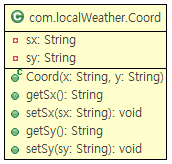 C com.localWeather.Coord
sx: String
sy: String
C Coord(x: String, y: String)
getSx(): String
setSx(sx: String): void
getSy(): String
setSy(sy: String): void